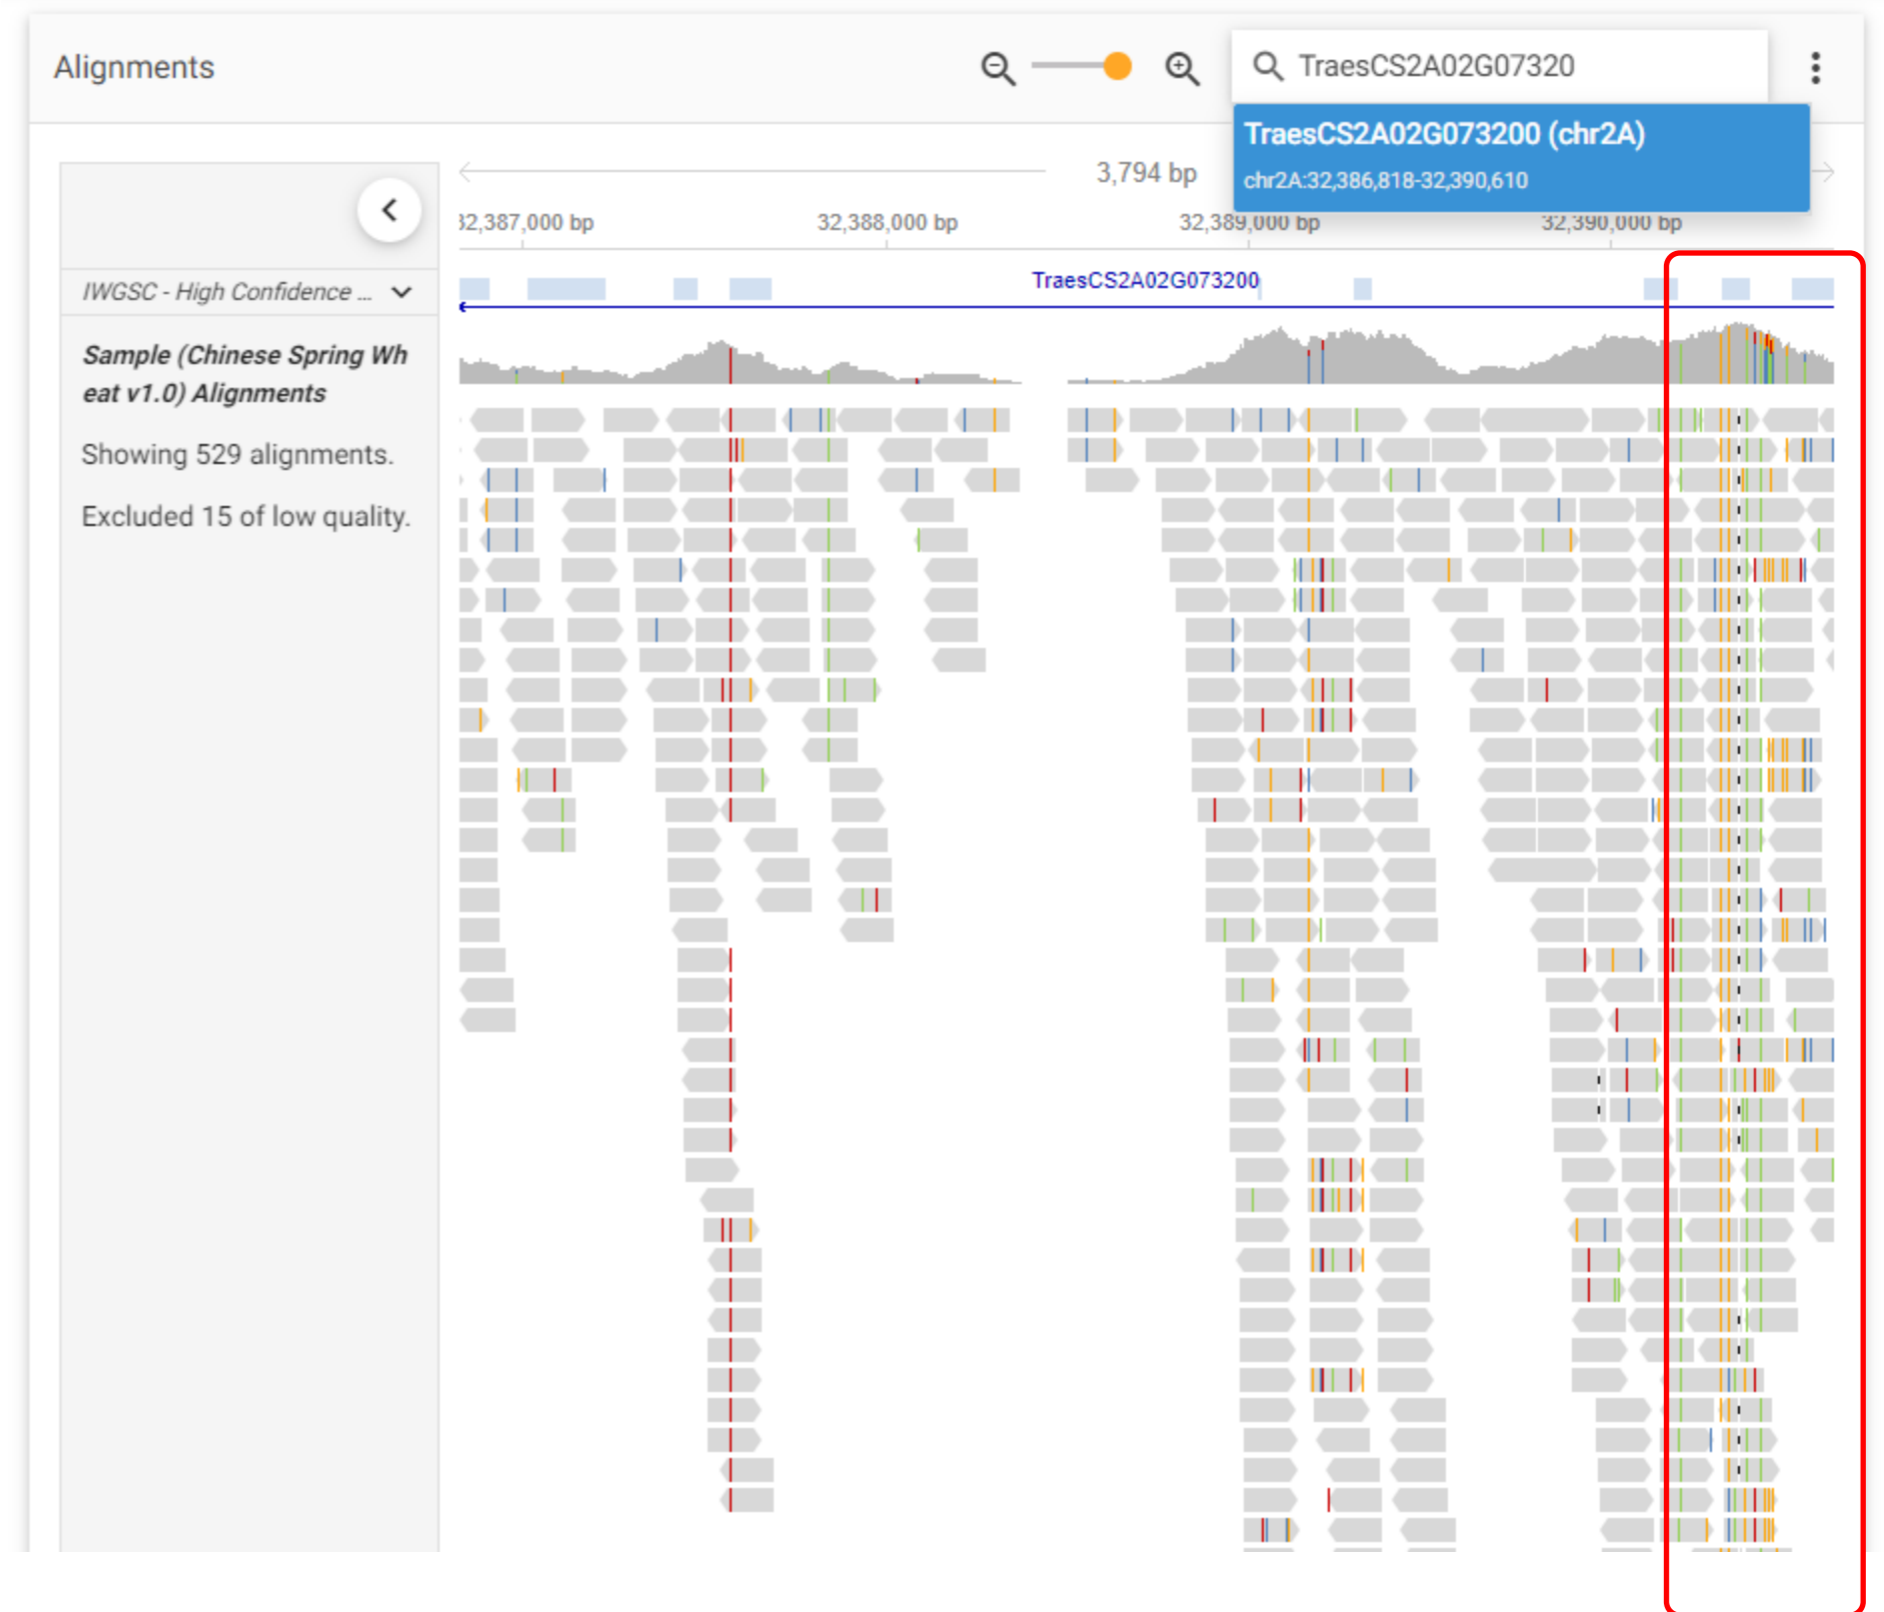 Alignments
TraesCS2A02G07320
TraesCS2A02G073200 (chr2A)
chr2A:32,386,818-32,390,610
3,794 bp
32,387,000 bp
32,388,000 bp
32,389,000 bp
32,390,000 bp
TraesCS2A02G073200
IWGSC - High Confidence ...
Sample (Chinese Spring Wh
eat v1.0) Alignments
Showing 529 alignments.
Excluded 15 of low quality.